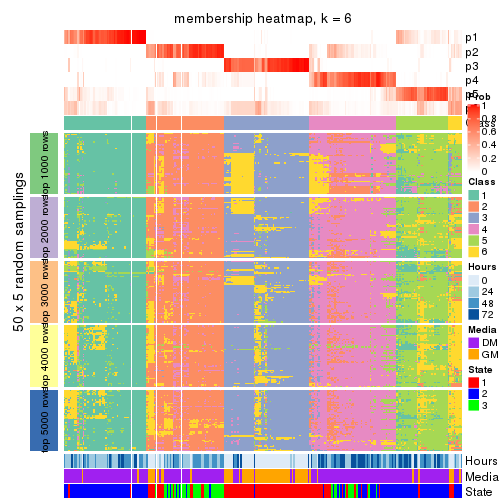 membership heatmap, k = 6
p1
p2
p3
p4
Prob
1
0.8
0.6
0.4
0.2
0
50 x 5 random samplings
top 1000 rows
top 2000 rows
top 3000 rows
top 4000 rows
top 5000 rows
Class
1
2
3
4
5
6
Hours
0
24
48
72
Media
DM
GM
State
1
2
3
Hours
Media
State